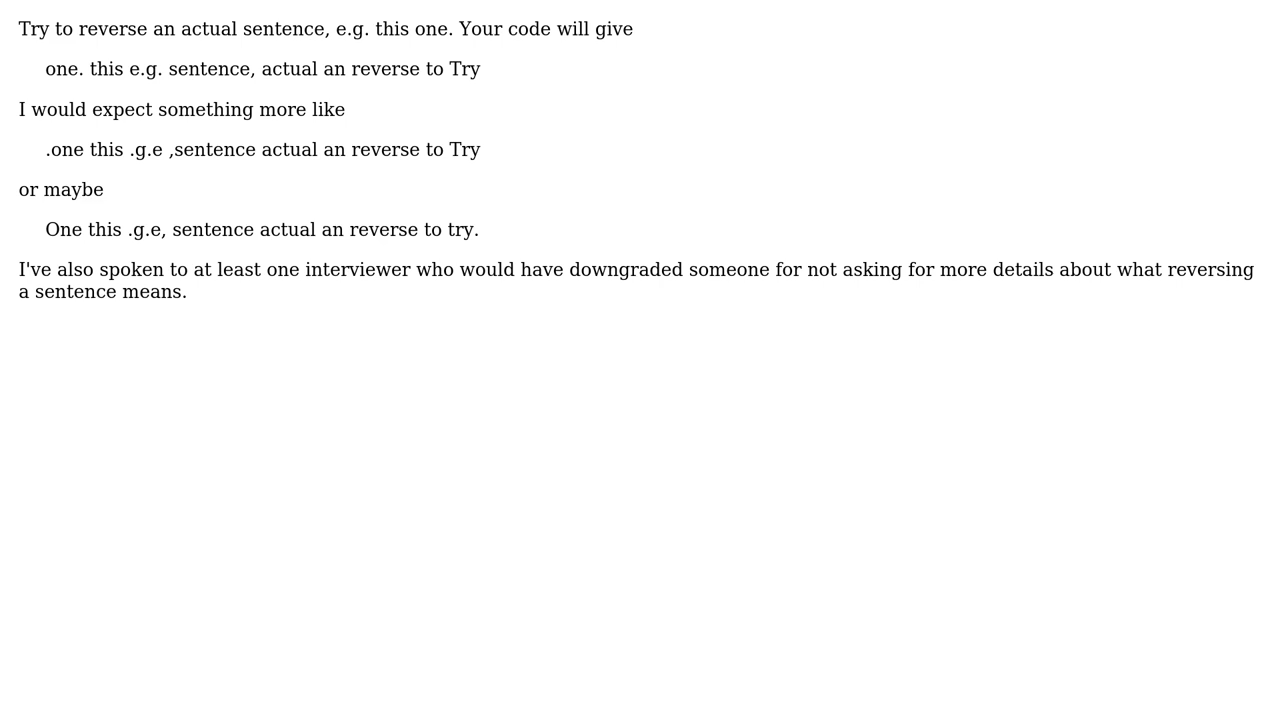 Try to reverse an actual sentence, e.g. this one. Your code will give
one. this e.g. sentence, actual an reverse to Try
I would expect something more like
.one this .g.e ,sentence actual an reverse to Try
or maybe
One this .g.e, sentence actual an reverse to try.
I've also spoken to at least one interviewer who would have downgraded someone for not asking for more details about what reversing
a sentence means.